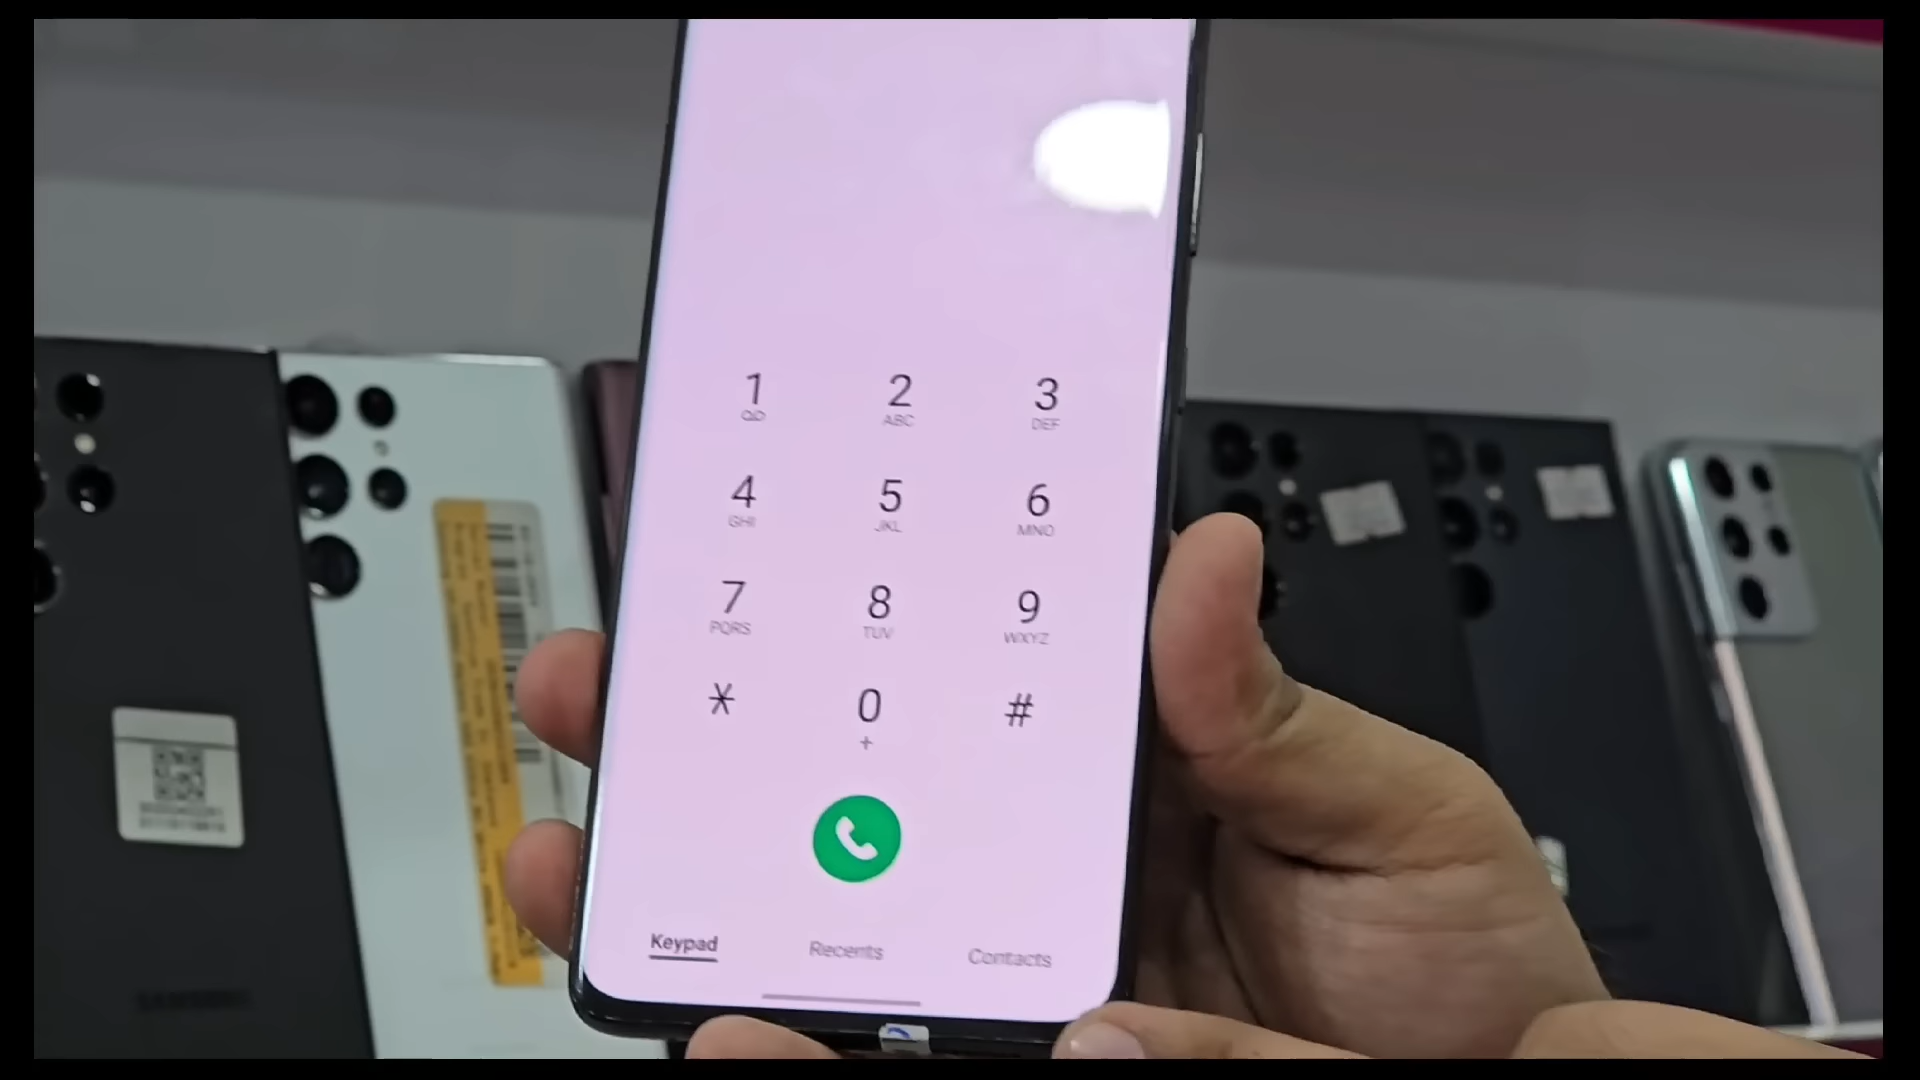 1 2 3
ABC DEF
4 5 6
GHI JKL MNO
7 8 9
PQRS TUV WXYZ
* 0 #
+
Keypad Recents Contacts
SAMSUNG